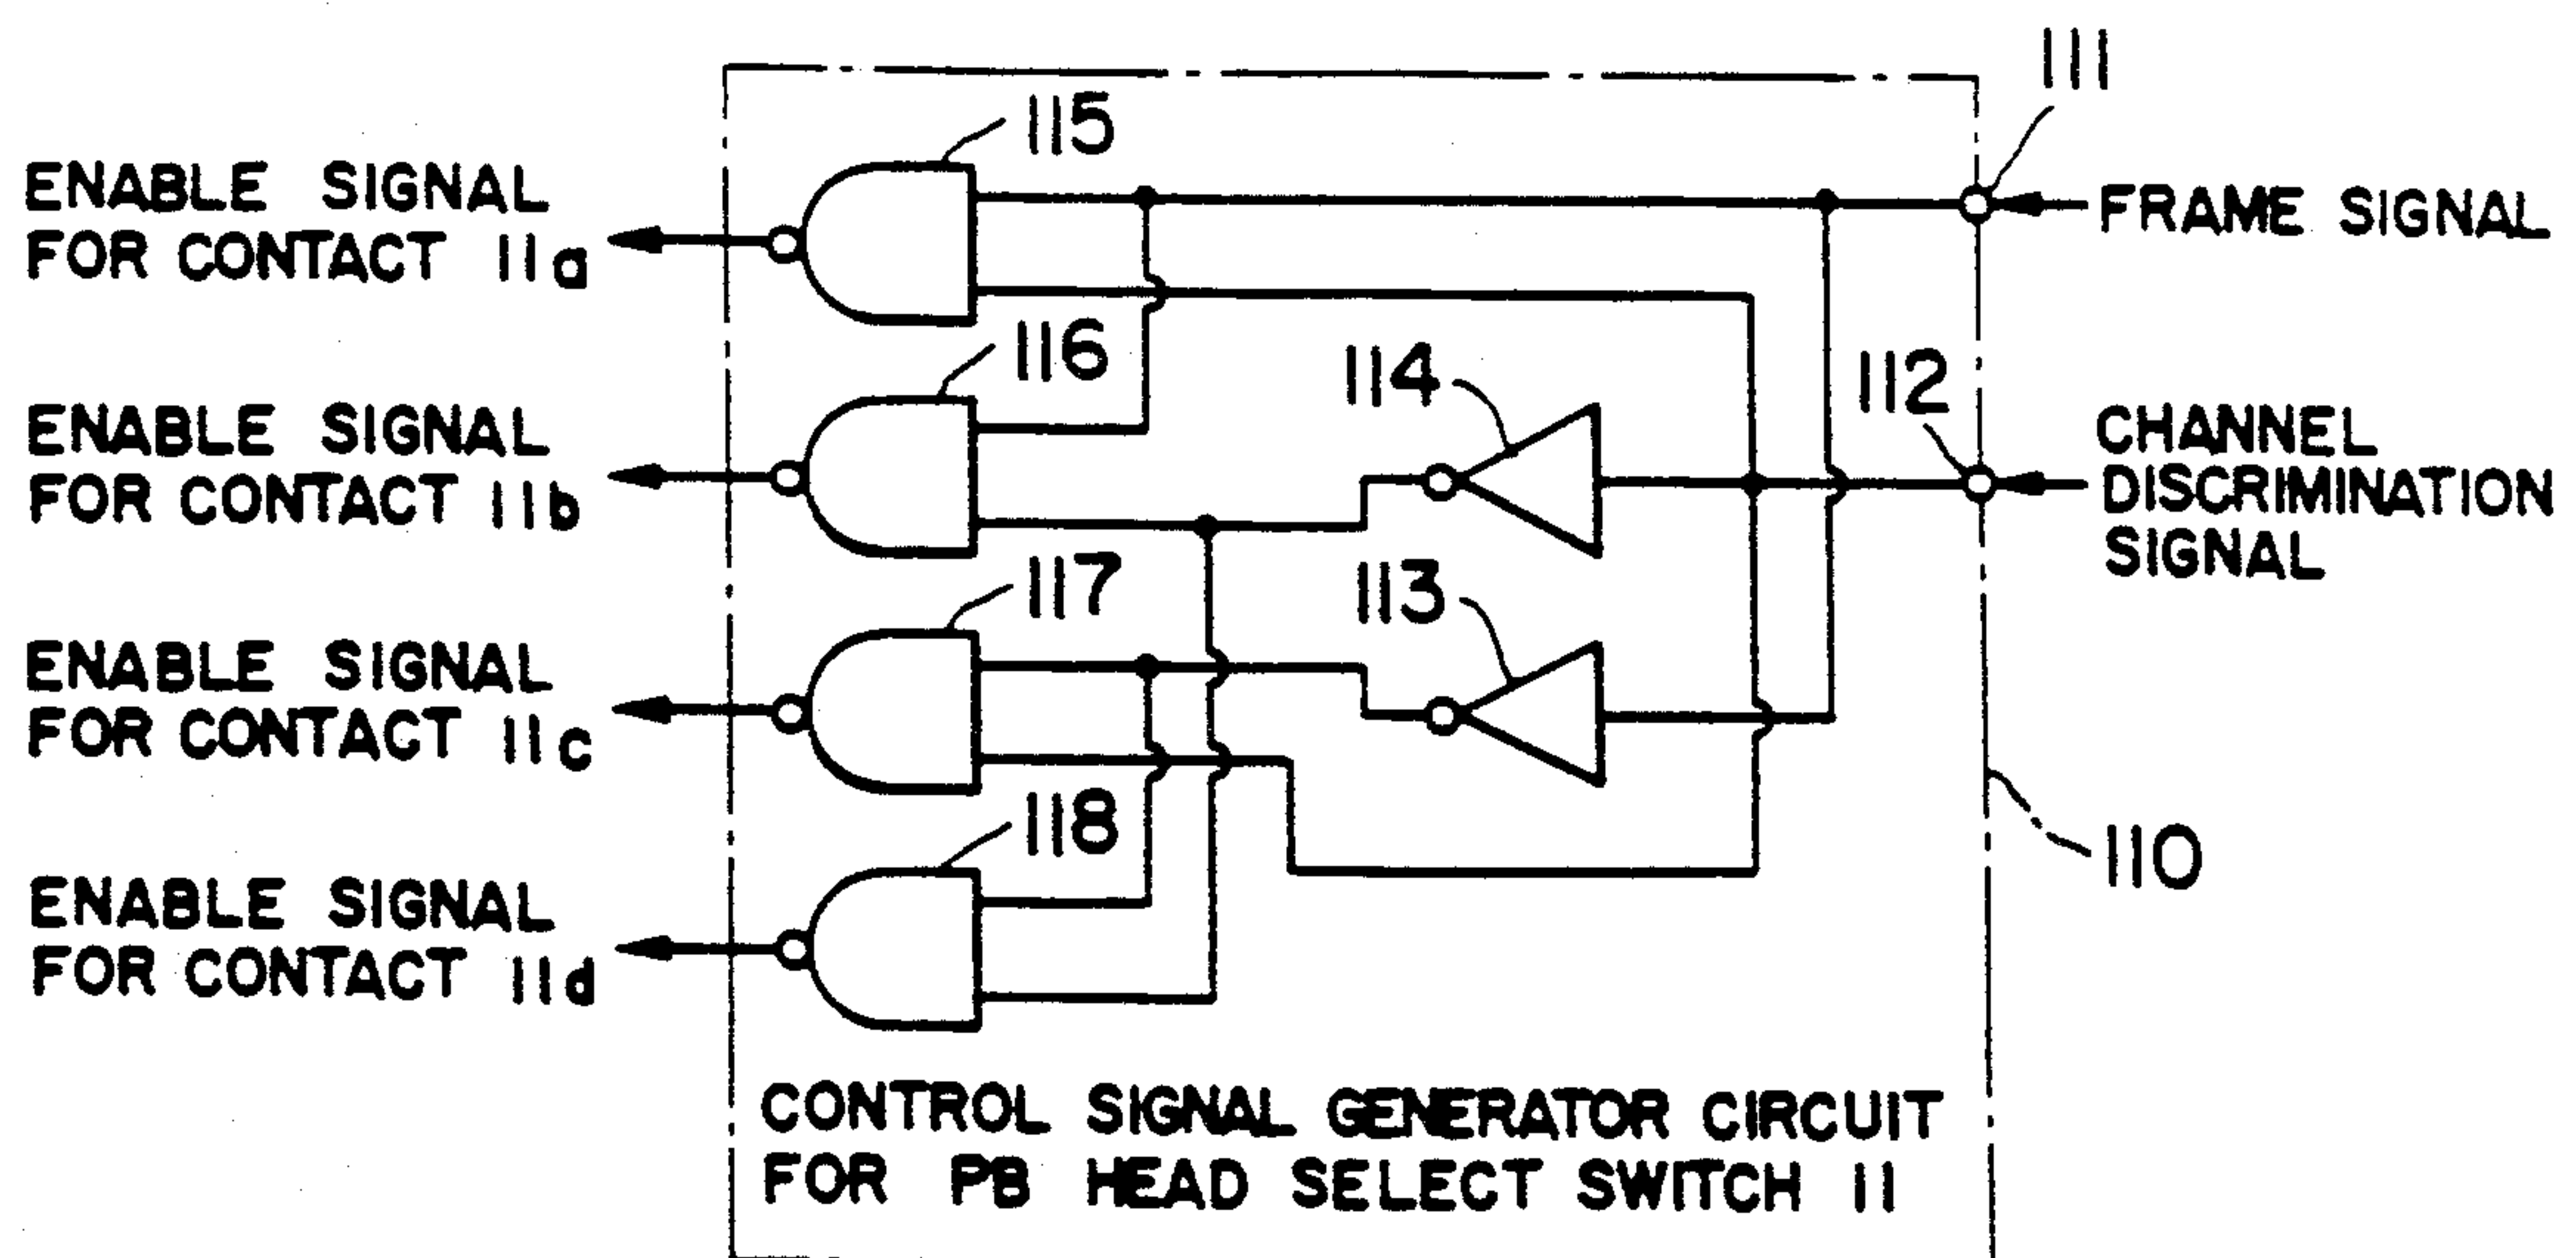 111
115
ENABLE SIGNAL
FOR CONTACT 11a
FRAME SIGNAL
116
114
112
ENABLE SIGNAL
FOR CONTACT 11b
CHANNEL
DISCRIMINATION
SIGNAL
117
113
ENABLE SIGNAL
FOR CONTACT 11c
118
110
ENABLE SIGNAL
FOR CONTACT 11d
CONTROL SIGNAL GENERATOR CIRCUIT
FOR PB HEAD SELECT SWITCH 11